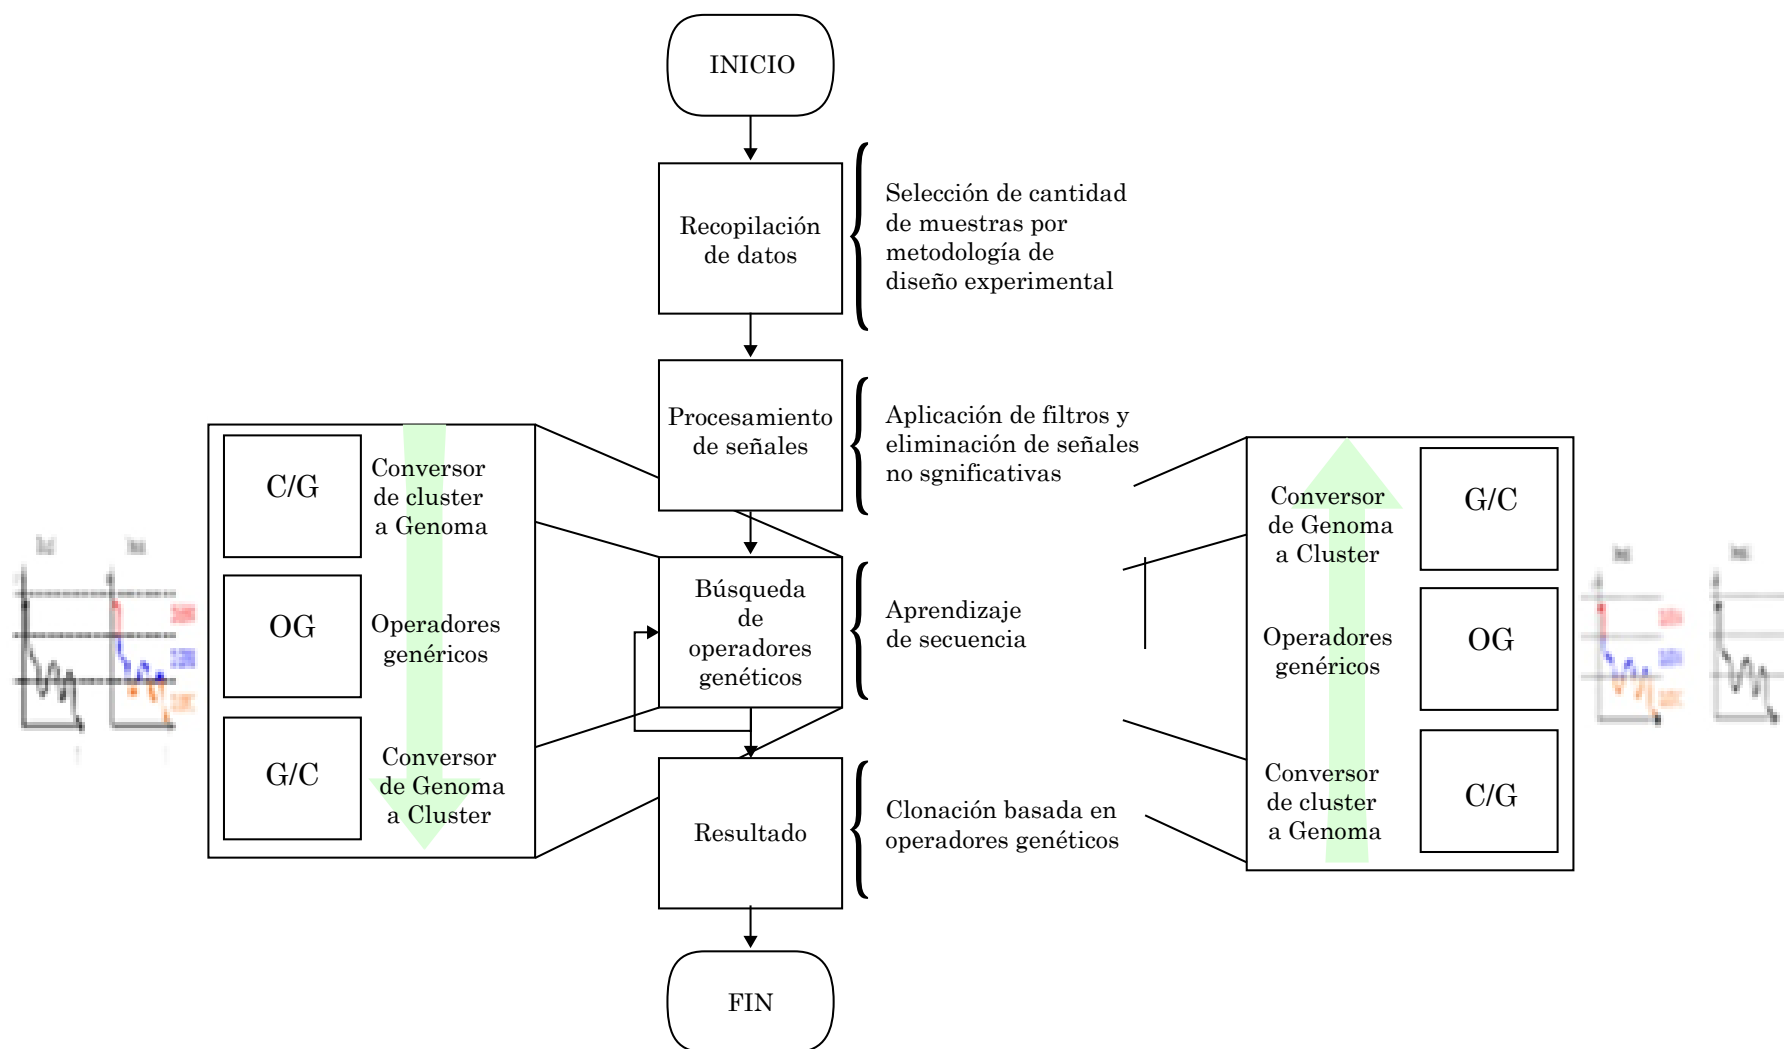 INICIO
Recopilación
de datos
Selección de cantidad
de muestras por
metodología de
diseño experimental
Procesamiento
de señales
Aplicación de filtros y
eliminación de señales
no sgnificativas
C/G
Conversor
de cluster
a Genoma
OG
Operadores
genéricos
G/C
Conversor
de Genoma
a Cluster
Búsqueda
de
operadores
genéticos
Aprendizaje
de secuencia
Conversor
de Genoma
a Cluster
G/C
Operadores
genéricos
OG
Conversor
de cluster
a Genoma
C/G
Resultado
Clonación basada en
operadores genéticos
FIN